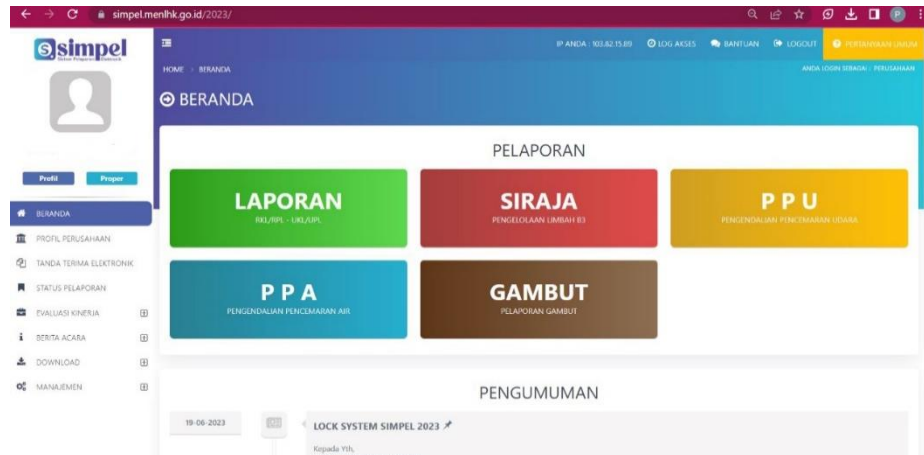 simpel.menlhk.go.id/2023/
P
simpel
Sistem Pelaporan Elektronik
IP ANDA : 103.82.15.89
LOG AKSES
BANTUAN
LOGOUT
PERTANYAAN UMUM
HOME > BERANDA
ANDA LOGIN SEBAGAI : PERUSAHAAN
BERANDA
Profil
Proper
BERANDA
PROFIL PERUSAHAAN
TANDA TERIMA ELEKTRONIK
STATUS PELAPORAN
EVALUASI KINERJA
BERITA ACARA
DOWNLOAD
MANAJEMEN
PELAPORAN
LAPORAN
RKL/RPL - UKL/UPL
SIRAJA
PENGELOLAAN LIMBAH B3
P P U
PENGENDALIAN PENCEMARAN UDARA
P P A
PENGENDALIAN PENCEMARAN AIR
GAMBUT
PELAPORAN GAMBUT
PENGUMUMAN
19-06-2023
LOCK SYSTEM SIMPEL 2023
Kepada Yth,